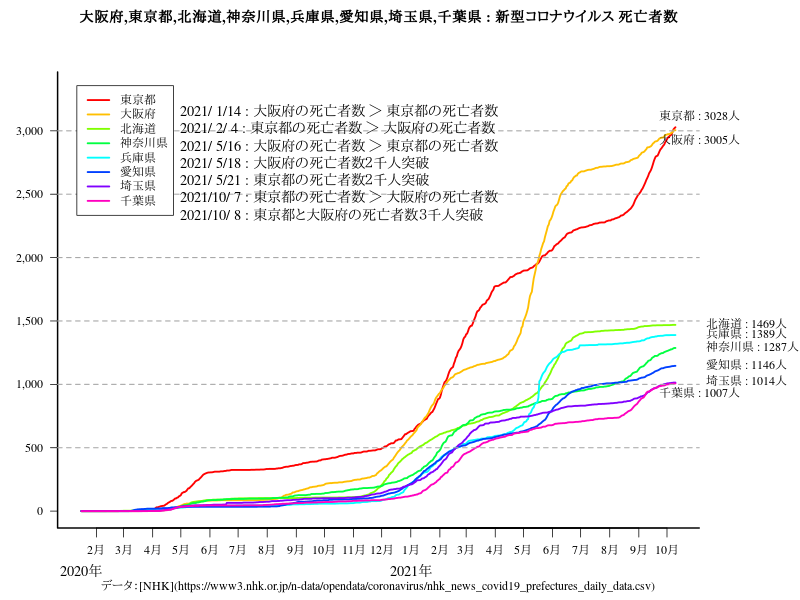 大阪府,東京都,北海道,神奈川県,兵庫県,愛知県,埼玉県,千葉県 : 新型コロナウイルス 死亡者数
東京都
大阪府
北海道
神奈川県
兵庫県
愛知県
埼玉県
千葉県
2021/ 1/14 : 大阪府の死亡者数 ＞ 東京都の死亡者数
2021/ 2/ 4 : 東京都の死亡者数 ＞ 大阪府の死亡者数
2021/ 5/16 : 大阪府の死亡者数 ＞ 東京都の死亡者数
2021/ 5/18 : 大阪府の死亡者数2千人突破
2021/ 5/21 : 東京都の死亡者数2千人突破
2021/10/ 7 : 東京都の死亡者数 ＞ 大阪府の死亡者数
2021/10/ 8 : 東京都と大阪府の死亡者数3千人突破
東京都 : 3028人
大阪府 : 3005人
北海道 : 1469人
兵庫県 : 1389人
神奈川県 : 1287人
愛知県 : 1146人
埼玉県 : 1014人
千葉県 : 1007人
3,000
2,500
2,000
1,500
1,000
500
0
2月 3月 4月 5月 6月 7月 8月 9月 10月 11月 12月 1月 2月 3月 4月 5月 6月 7月 8月 9月 10月
2020年 2021年
データ：[NHK](https://www3.nhk.or.jp/n-data/opendata/coronavirus/nhk_news_covid19_prefectures_daily_data.csv)